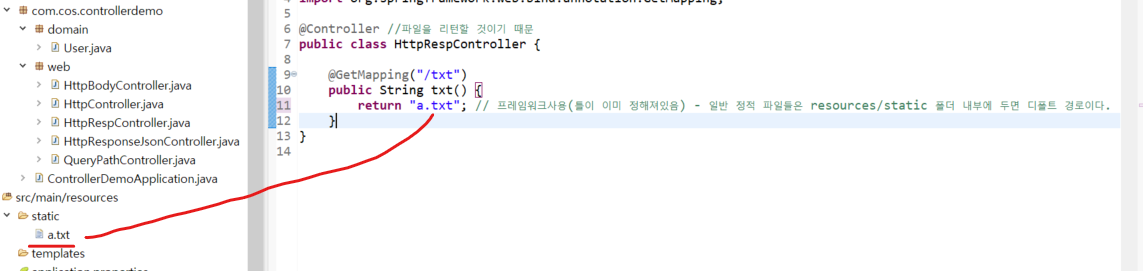 com.cos.controllerdemo
domain
User.java
web
HttpBodyController.java
HttpController.java
HttpRespController.java
HttpResponseJsonController.java
QueryPathController.java
ControllerDemoApplication.java
src/main/resources
static
a.txt
templates
application.properties
4 import org.springframework.web.bind.annotation.GetMapping;
5
6 @Controller //파일을 리턴할 것이기 때문
7 public class HttpRespController {
8
9 @GetMapping("/txt")
10 public String txt() {
11 return "a.txt"; // 프레임워크사용(틀이 이미 정해져있음) - 일반 정적 파일들은 resources/static 폴더 내부에 두면 디폴트 경로이다.
12 }
13 }
14